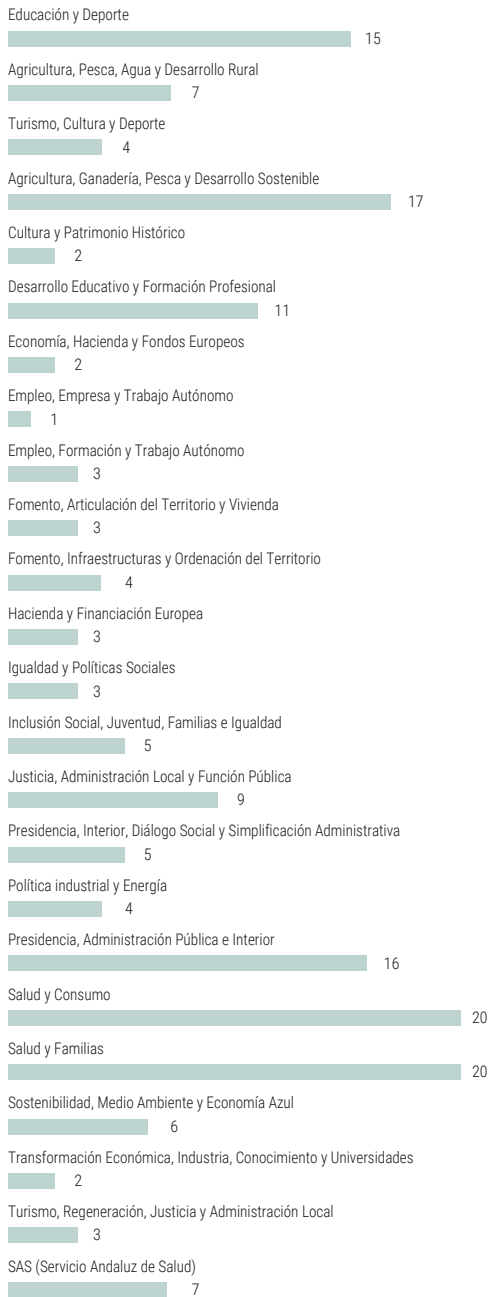 Educación y Deporte
15
Agricultura, Pesca, Agua y Desarrollo Rural
7
Turismo, Cultura y Deporte
4
Agricultura, Ganadería, Pesca y Desarrollo Sostenible
17
Cultura y Patrimonio Histórico
2
Desarrollo Educativo y Formación Profesional
11
Economía, Hacienda y Fondos Europeos
2
Empleo, Empresa y Trabajo Autónomo
1
Empleo, Formación y Trabajo Autónomo
3
Fomento, Articulación del Territorio y Vivienda
3
Fomento, Infraestructuras y Ordenación del Territorio
4
Hacienda y Financiación Europea
3
Igualdad y Políticas Sociales
3
Inclusión Social, Juventud, Familias e Igualdad
5
Justicia, Administración Local y Función Pública
9
Presidencia, Interior, Diálogo Social y Simplificación Administrativa
5
Política industrial y Energía
4
Presidencia, Administración Pública e Interior
16
Salud y Consumo
20
Salud y Familias
20
Sostenibilidad, Medio Ambiente y Economía Azul
6
Transformación Económica, Industria, Conocimiento y Universidades
2
Turismo, Regeneración, Justicia y Administración Local
3
SAS (Servicio Andaluz de Salud)
7